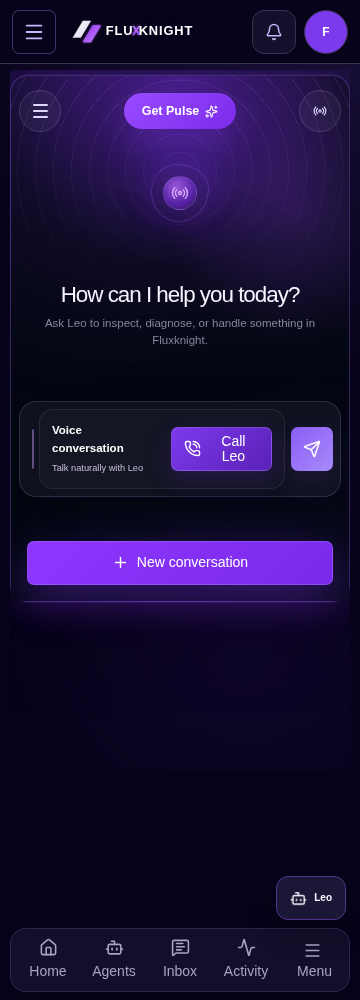 FLUXKNIGHT
F
Get Pulse
How can I help you today?
Ask Leo to inspect, diagnose, or handle something in
Fluxknight.
Voice
conversation
Talk naturally with Leo
Call
Leo
New conversation
Leo
Home
Agents
Inbox
Activity
Menu